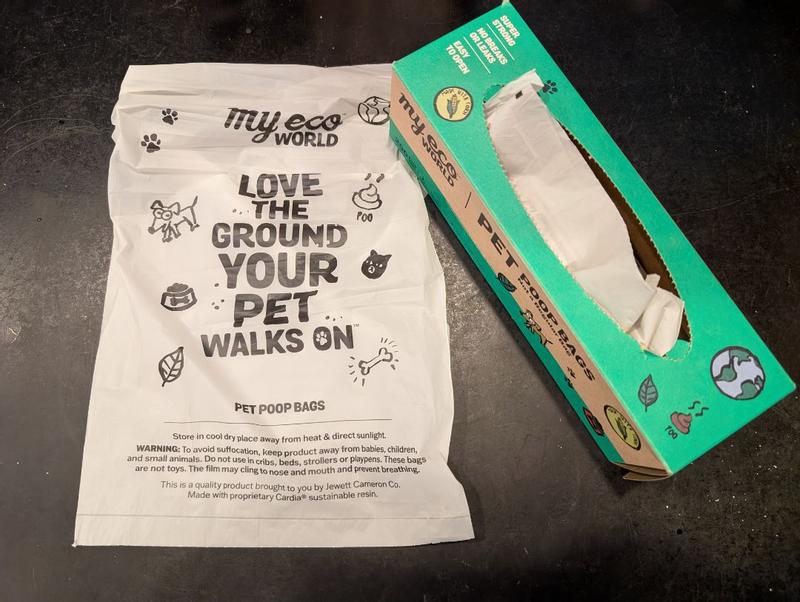 my eco
WORLD
LOVE
THE
GROUND
YOUR
PET
WALKS ON™
POO
PET POOP BAGS
Store in cool dry place away from heat & direct sunlight.
WARNING: To avoid suffocation, keep product away from babies, children,
and small animals. Do not use in cribs, beds, strollers or playpens. These bags
are not toys. The film may cling to nose and mouth and prevent breathing.
This is a quality product brought to you by Jewett Cameron Co.
Made with proprietary Cardia® sustainable resin.
SUPER
STRONG
NO BREAKS
OR LEAKS
EASY
TO OPEN
MADE WITH CORN
my eco
WORLD
PET POOP BAGS
POO